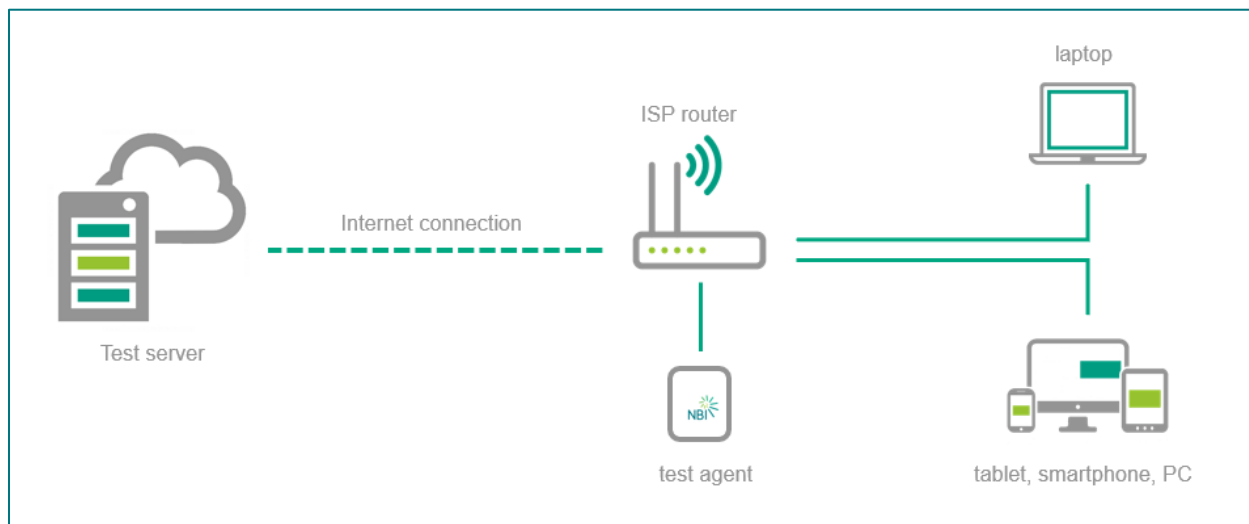 laptop
ISP router
Internet connection
Test server
NBI
test agent
tablet, smartphone, PC